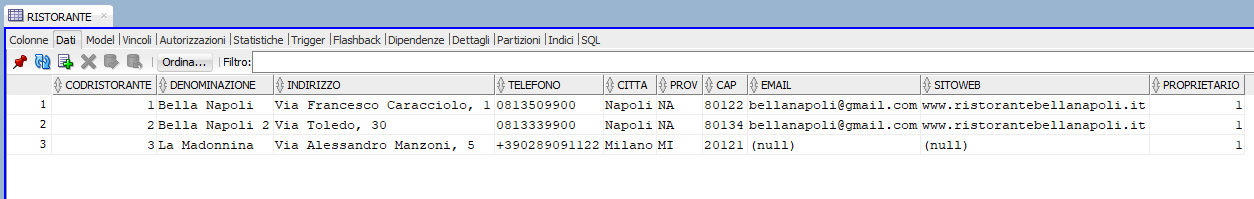 RISTORANTE
Colonne Dati Model Vincoli Autorizzazioni Statistiche Trigger Flashback Dipendenze Dettagli Partizioni Indici SQL
Ordina... Filtro:
CODRISTORANTE DENOMINAZIONE INDIRIZZO TELEFONO CITTA PROV CAP EMAIL SITOWEB PROPRIETARIO
1 1 Bella Napoli Via Francesco Caracciolo, 1 0813509900 Napoli NA 80122 bellanapoli@gmail.com www.ristorantebellanapoli.it 1
2 2 Bella Napoli 2 Via Toledo, 30 0813339900 Napoli NA 80134 bellanapoli@gmail.com www.ristorantebellanapoli.it 1
3 3 La Madonnina Via Alessandro Manzoni, 5 +390289091122 Milano MI 20121 (null) (null) 1